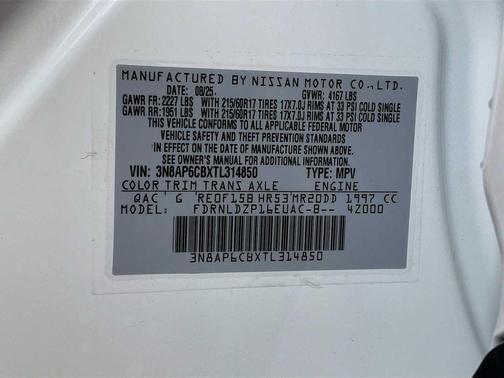 MANUFACTURED BY NISSAN MOTOR CO.,LTD.
DATE: 08/25. GVWR: 4167 LBS
GAWR FR: 2227 LBS WITH 215/60R17 TIRES 17X7.0J RIMS AT 33 PSI COLD SINGLE
GAWR RR: 1951 LBS WITH 215/60R17 TIRES 17X7.0J RIMS AT 33 PSI COLD SINGLE
THIS VEHICLE CONFORMS TO ALL APPLICABLE FEDERAL MOTOR
VEHICLE SAFETY AND THEFT PREVENTION
STANDARDS IN EFFECT ON THE DATE OF MANUFACTURE SHOWN ABOVE.
SEE OWNER'S MANUAL FOR ADDITIONAL INFORMATION
VIN: 3N8AP6CBXTL314850 TYPE: MPV
COLOR TRIM TRANS AXLE ENGINE
QAC G RE0F15B HR53 MR20DD 1997 CC
FDRNLDZP16EUAC-B-- 4Z000
3N8AP6CBXTL314850